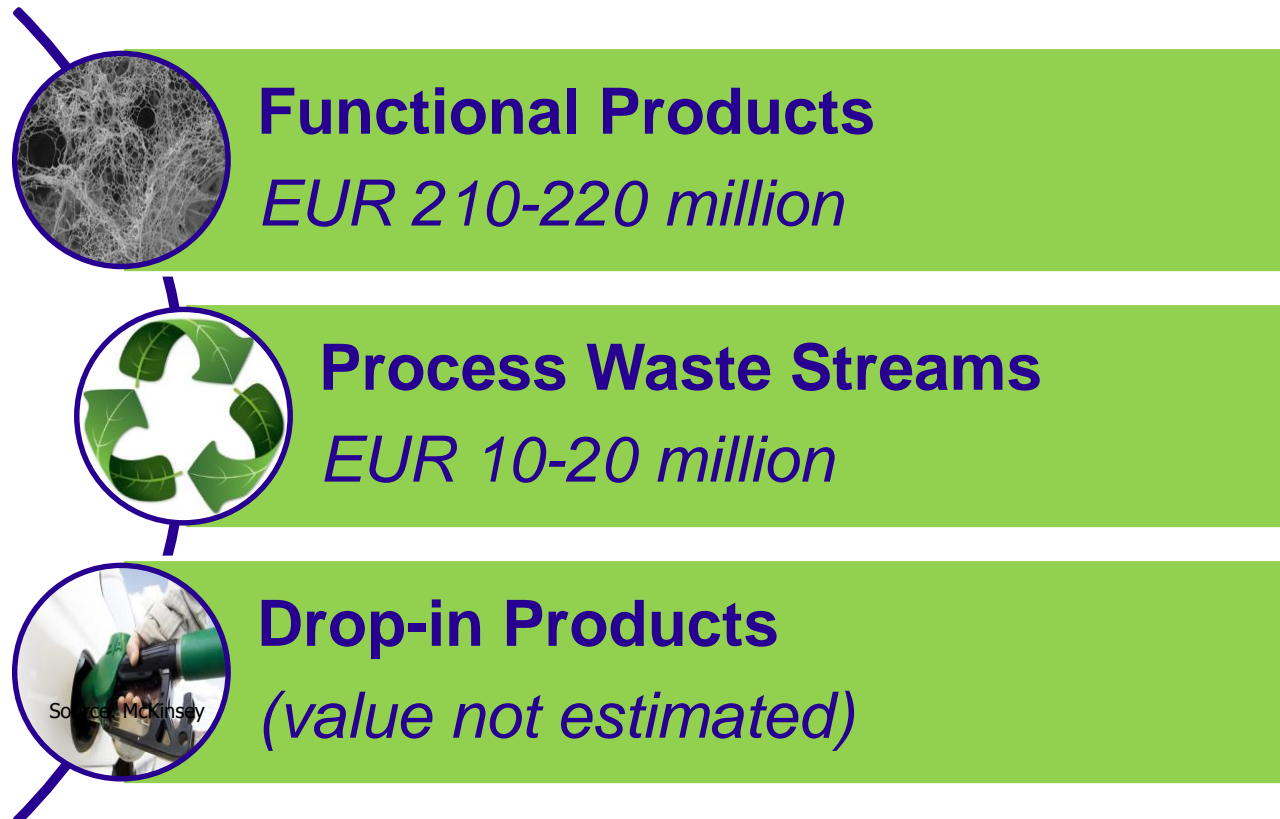 Functional Products
EUR 210-220 million
Process Waste Streams
EUR 10-20 million
Drop-in Products
(value not estimated)
Source: McKinsey